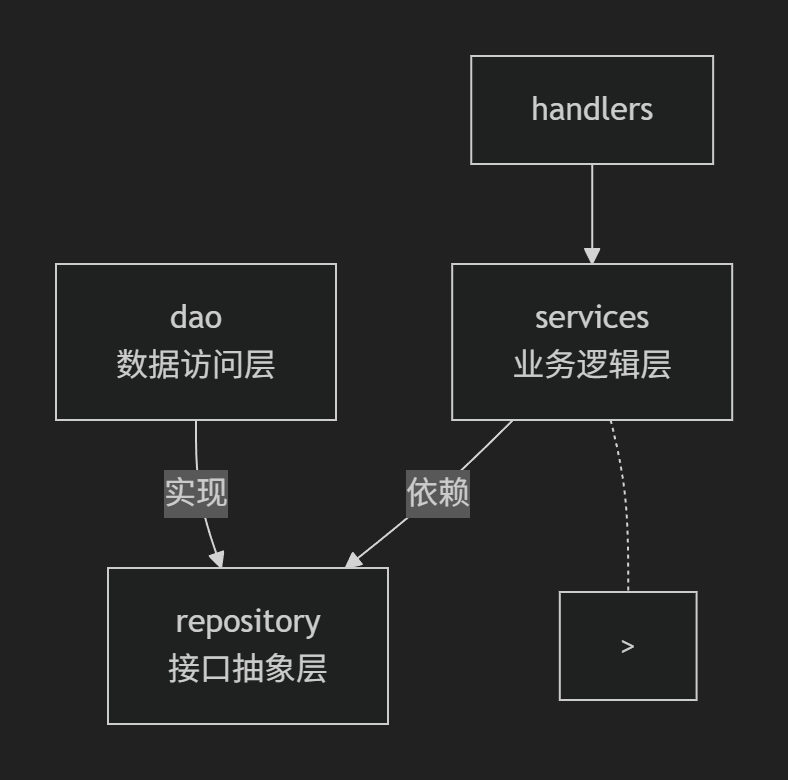 handlers
dao
数据访问层
services
业务逻辑层
实现
依赖
repository
接口抽象层
>